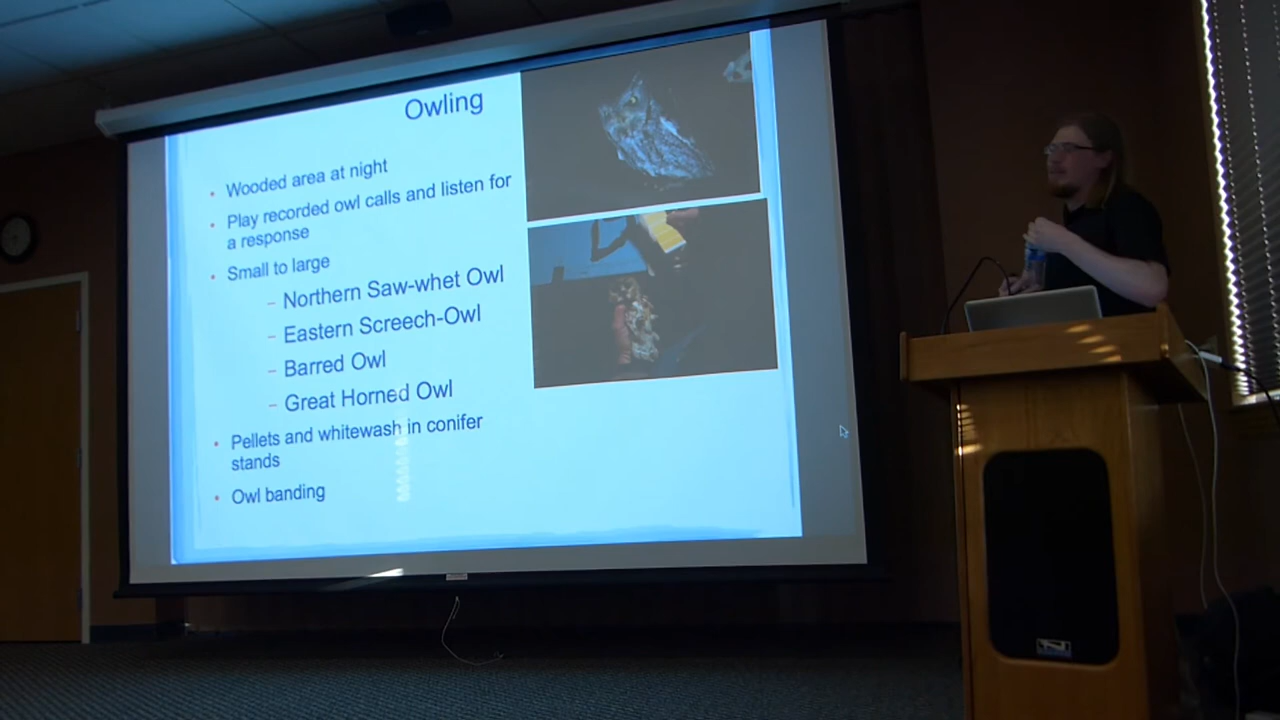 Owling
• Wooded area at night
• Play recorded owl calls and listen for
a response
• Small to large
– Northern Saw-whet Owl
– Eastern Screech-Owl
– Barred Owl
– Great Horned Owl
• Pellets and whitewash in conifer
stands
• Owl banding